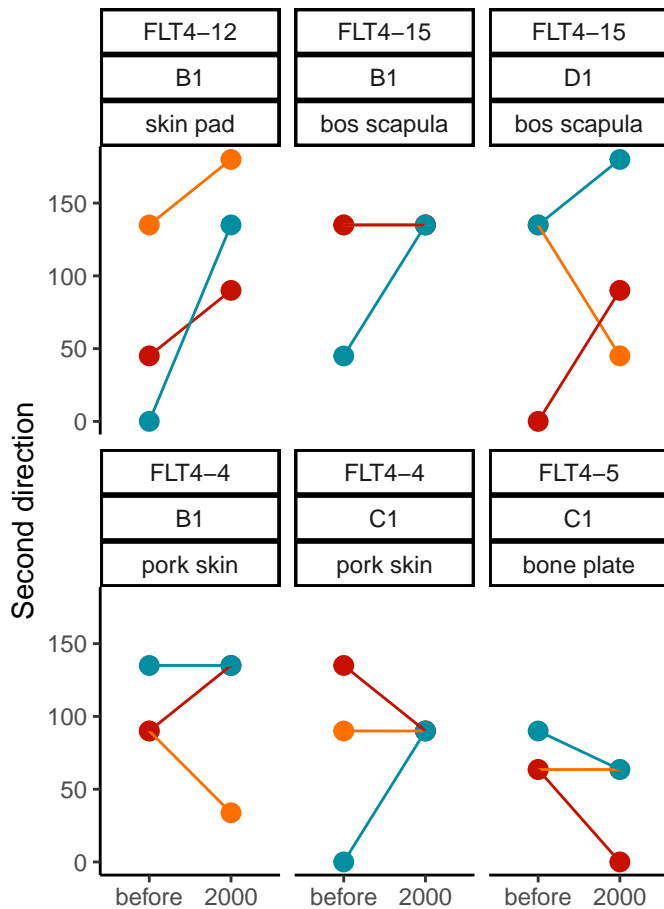 FLT4−12 FLT4−15 FLT4−15
B1 B1 D1
skin pad bos scapula bos scapula
150
100
50
0
Second direction
FLT4−4 FLT4−4 FLT4−5
B1 C1 C1
pork skin pork skin bone plate
150
100
50
0
before 2000 before 2000 before 2000